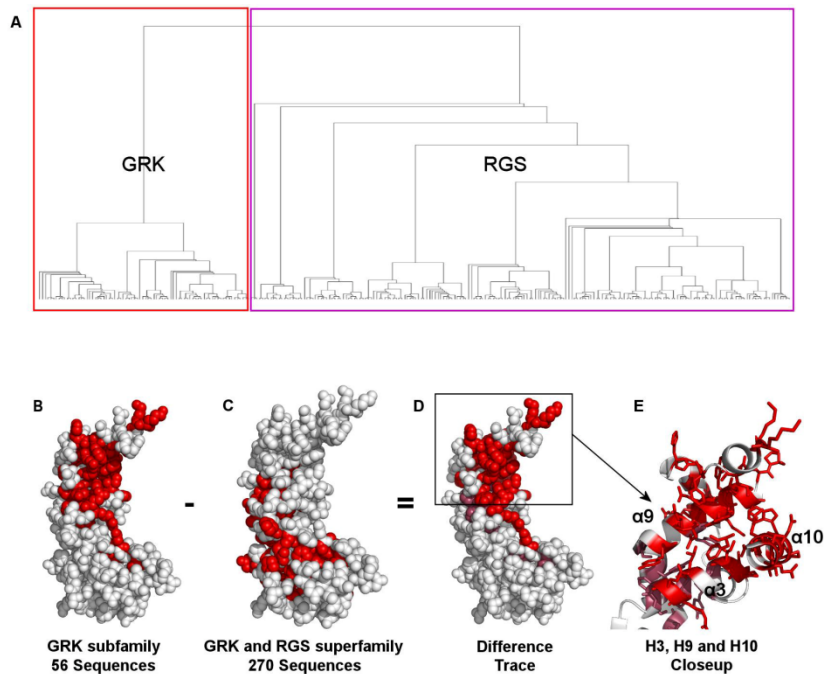 A
GRK
RGS
B
C
D
E
-
=
α9
α10
α3
GRK subfamily
56 Sequences
GRK and RGS superfamily
270 Sequences
Difference
Trace
H3, H9 and H10
Closeup